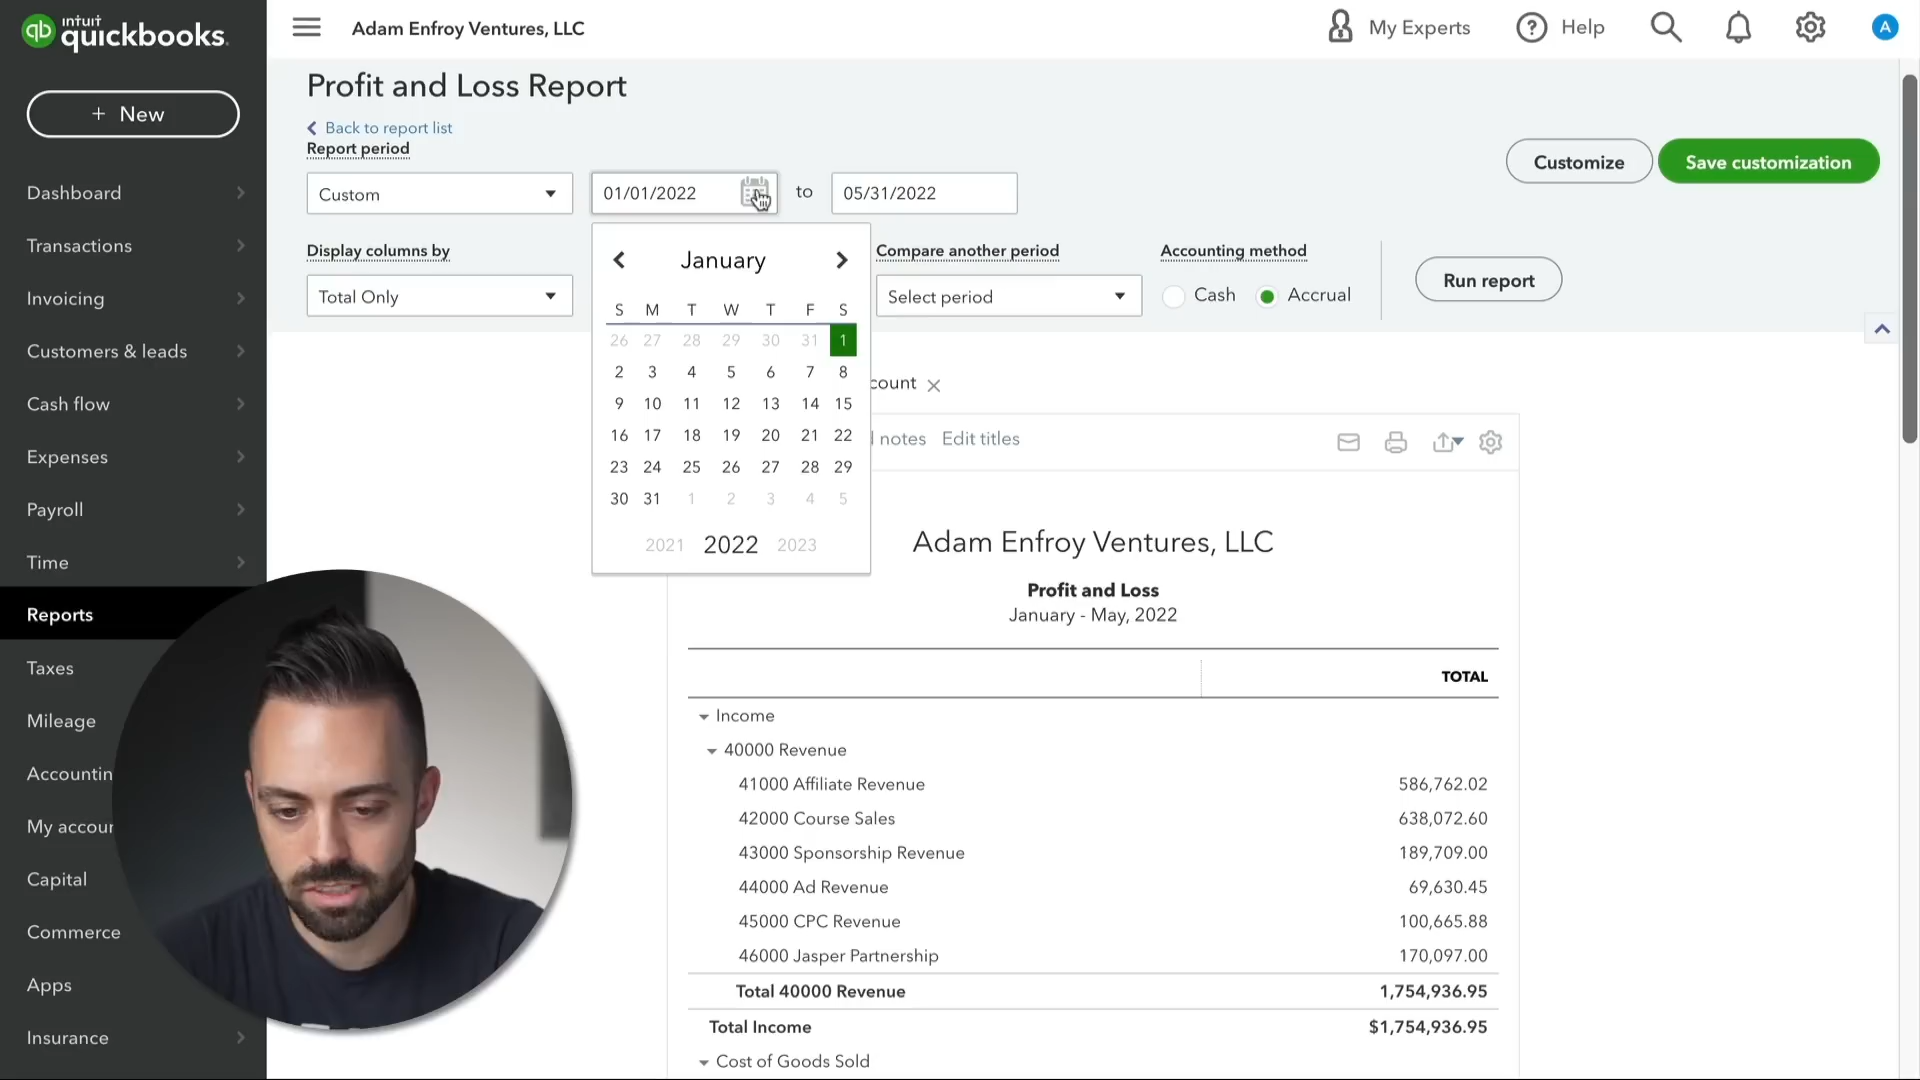 intuit
quickbooks.
Adam Enfroy Ventures, LLC
My Experts
Help
A
+ New
Dashboard
Transactions
Invoicing
Customers & leads
Cash flow
Expenses
Payroll
Time
Reports
Taxes
Mileage
Accountin
My accour
Capital
Commerce
Apps
Insurance
Profit and Loss Report
Back to report list
Report period
Custom
01/01/2022
to
05/31/2022
Customize
Save customization
Display columns by
Total Only
Compare another period
Select period
Accounting method
Cash
Accrual
Run report
January
S M T W T F S
26 27 28 29 30 31 1
2 3 4 5 6 7 8
9 10 11 12 13 14 15
16 17 18 19 20 21 22
23 24 25 26 27 28 29
30 31 1 2 3 4 5
2021 2022 2023
count
notes
Edit titles
Adam Enfroy Ventures, LLC
Profit and Loss
January - May, 2022
TOTAL
Income
40000 Revenue
41000 Affiliate Revenue 586,762.02
42000 Course Sales 638,072.60
43000 Sponsorship Revenue 189,709.00
44000 Ad Revenue 69,630.45
45000 CPC Revenue 100,665.88
46000 Jasper Partnership 170,097.00
Total 40000 Revenue 1,754,936.95
Total Income $1,754,936.95
Cost of Goods Sold